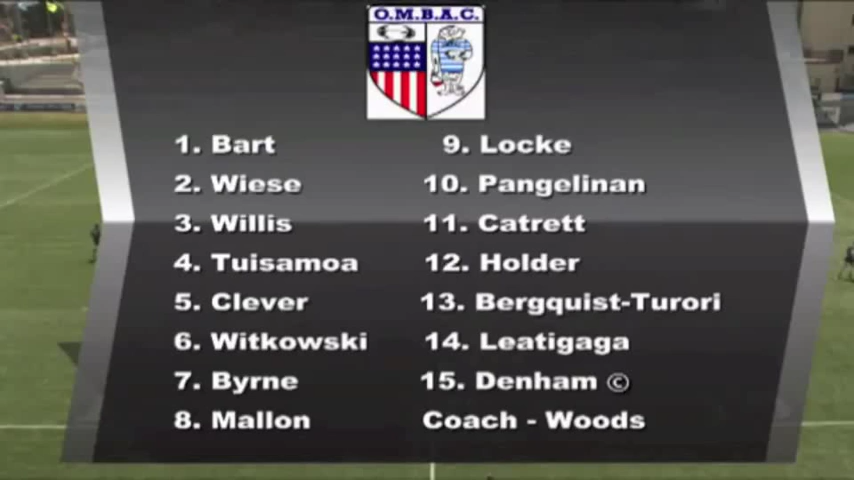 O.M.B.A.C.
1. Bart
2. Wiese
3. Willis
4. Tuisamoa
5. Clever
6. Witkowski
7. Byrne
8. Mallon
9. Locke
10. Pangelinan
11. Catrett
12. Holder
13. Bergquist-Turori
14. Leatigaga
15. Denham ©
Coach - Woods